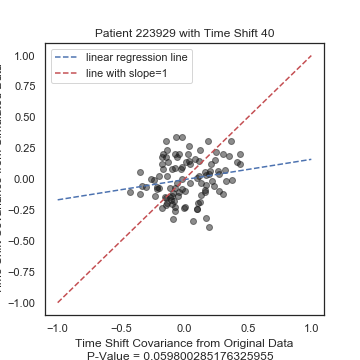 Patient 223929 with Time Shift 40
linear regression line
line with slope=1
1.00
0.75
0.50
0.25
0.00
−0.25
−0.50
−0.75
−1.00
−1.0
−0.5
0.0
0.5
1.0
Time Shift Covariance from Original Data
P-Value = 0.059800285176325955